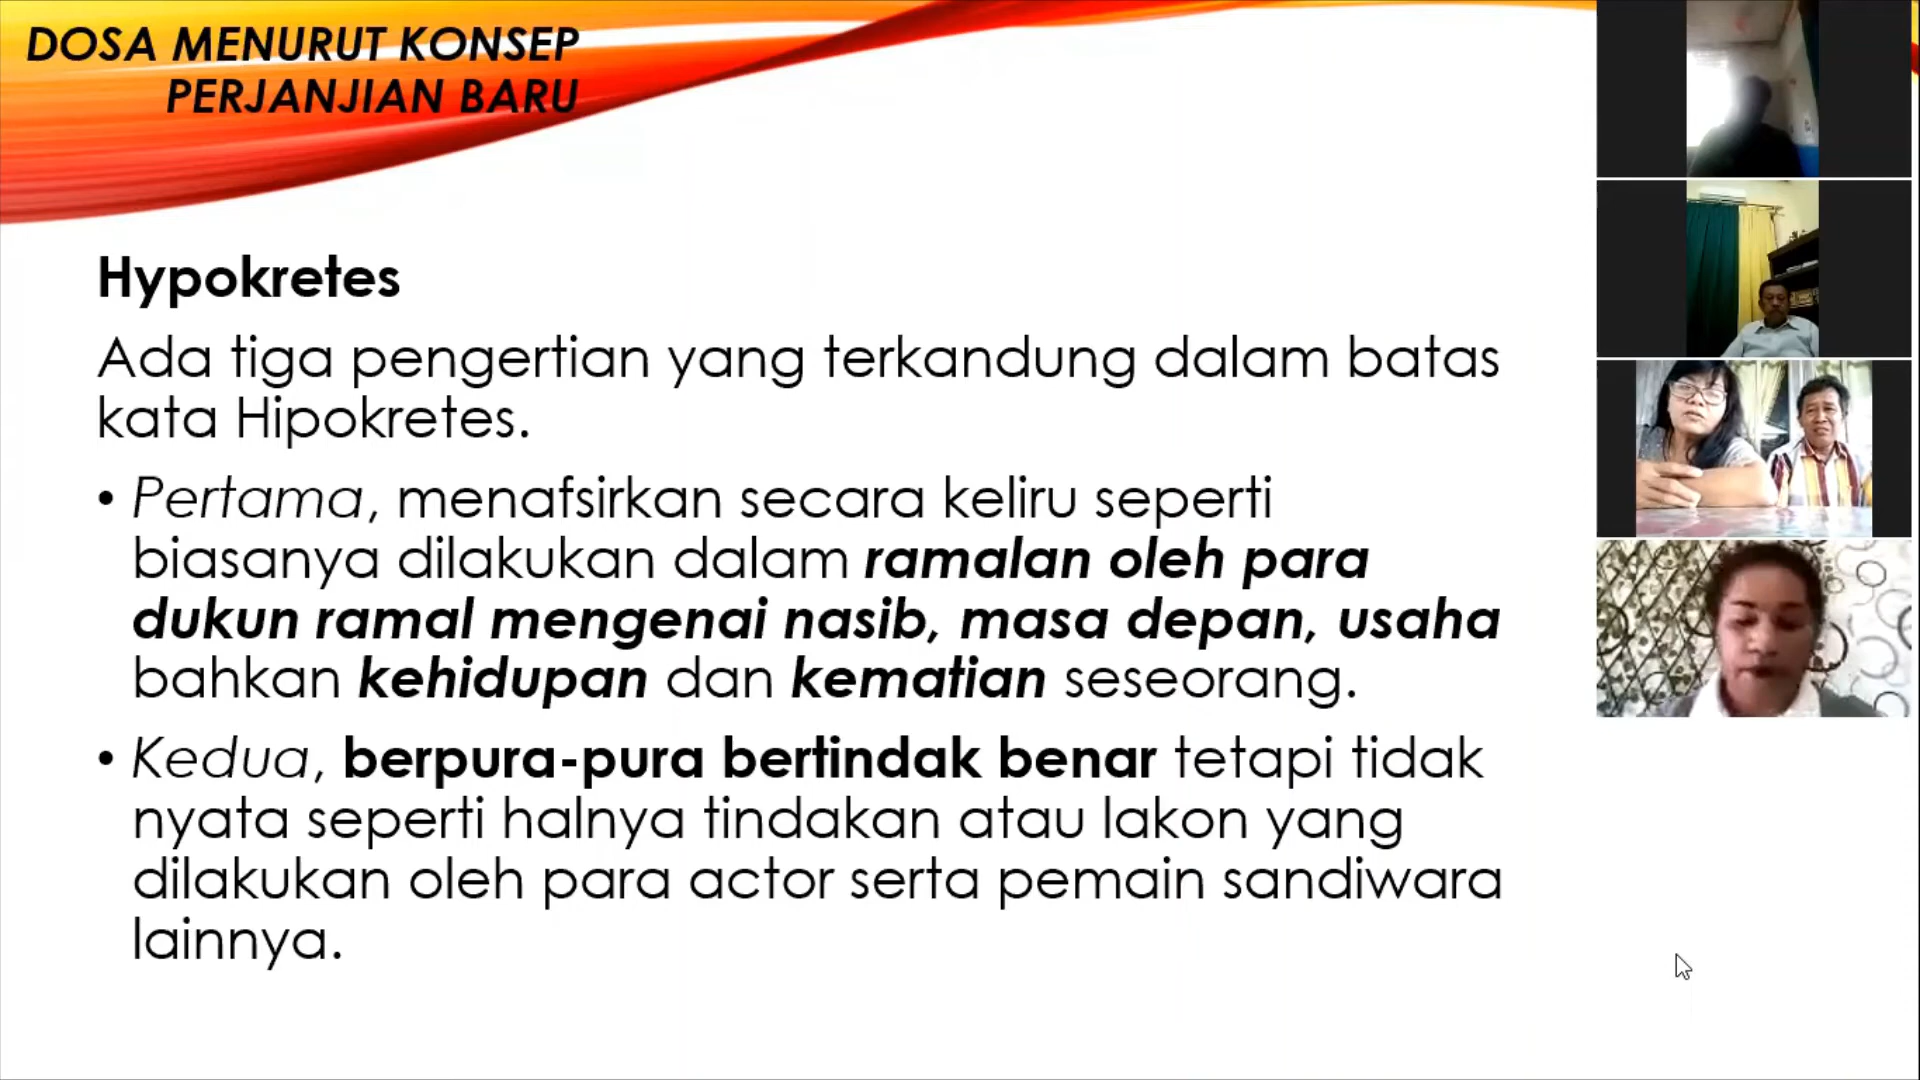 DOSA MENURUT KONSEP
PERJANJIAN BARU
Hypokretes
Ada tiga pengertian yang terkandung dalam batas
kata Hipokretes.
• Pertama, menafsirkan secara keliru seperti
biasanya dilakukan dalam ramalan oleh para
dukun ramal mengenai nasib, masa depan, usaha
bahkan kehidupan dan kematian seseorang.
• Kedua, berpura-pura bertindak benar tetapi tidak
nyata seperti halnya tindakan atau lakon yang
dilakukan oleh para actor serta pemain sandiwara
lainnya.